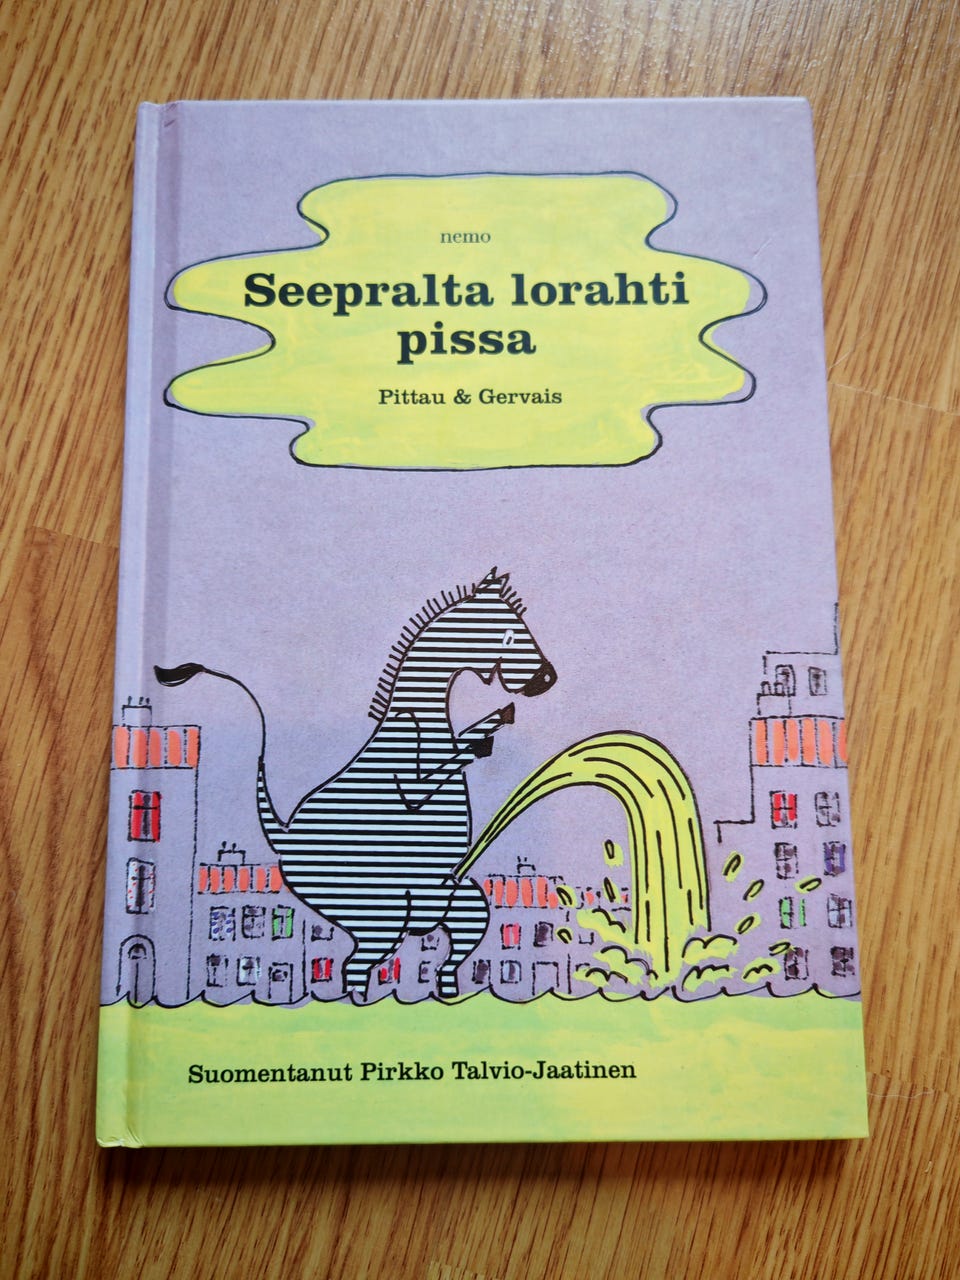 nemo
Seepralta lorahti
pissa
Pittau & Gervais
Suomentanut Pirkko Talvio-Jaatinen